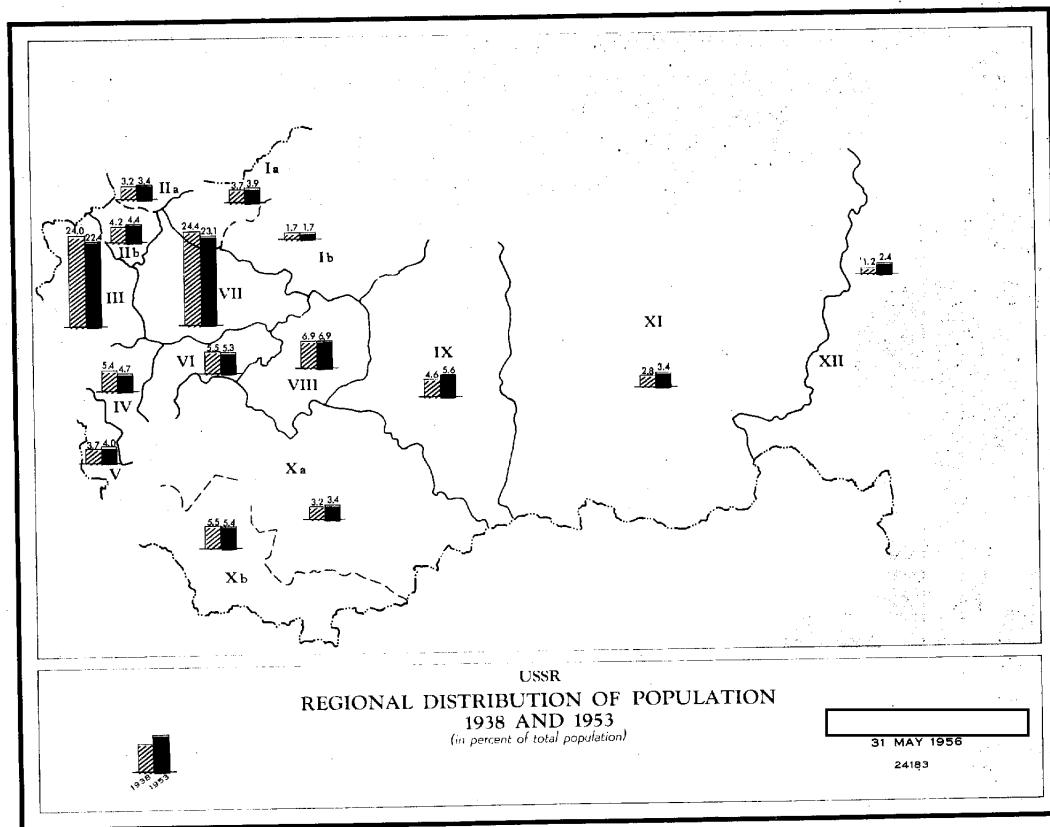 Ia
3.2 3.4
IIa
3.7 3.9
24.0 22.4
4.2 4.4
24.4 23.1
1.7 1.7
IIb
Ib
1.2 2.4
III
VII
XI
VI
5.5 5.3
6.9 6.9
IX
XII
5.4 4.7
VIII
4.6 5.6
2.8 3.4
IV
3.7 4.0
V
Xa
3.2 3.4
5.5 5.4
Xb
USSR
REGIONAL DISTRIBUTION OF POPULATION
1938 AND 1953
(in percent of total population)
31 MAY 1956
24183
1938 1953